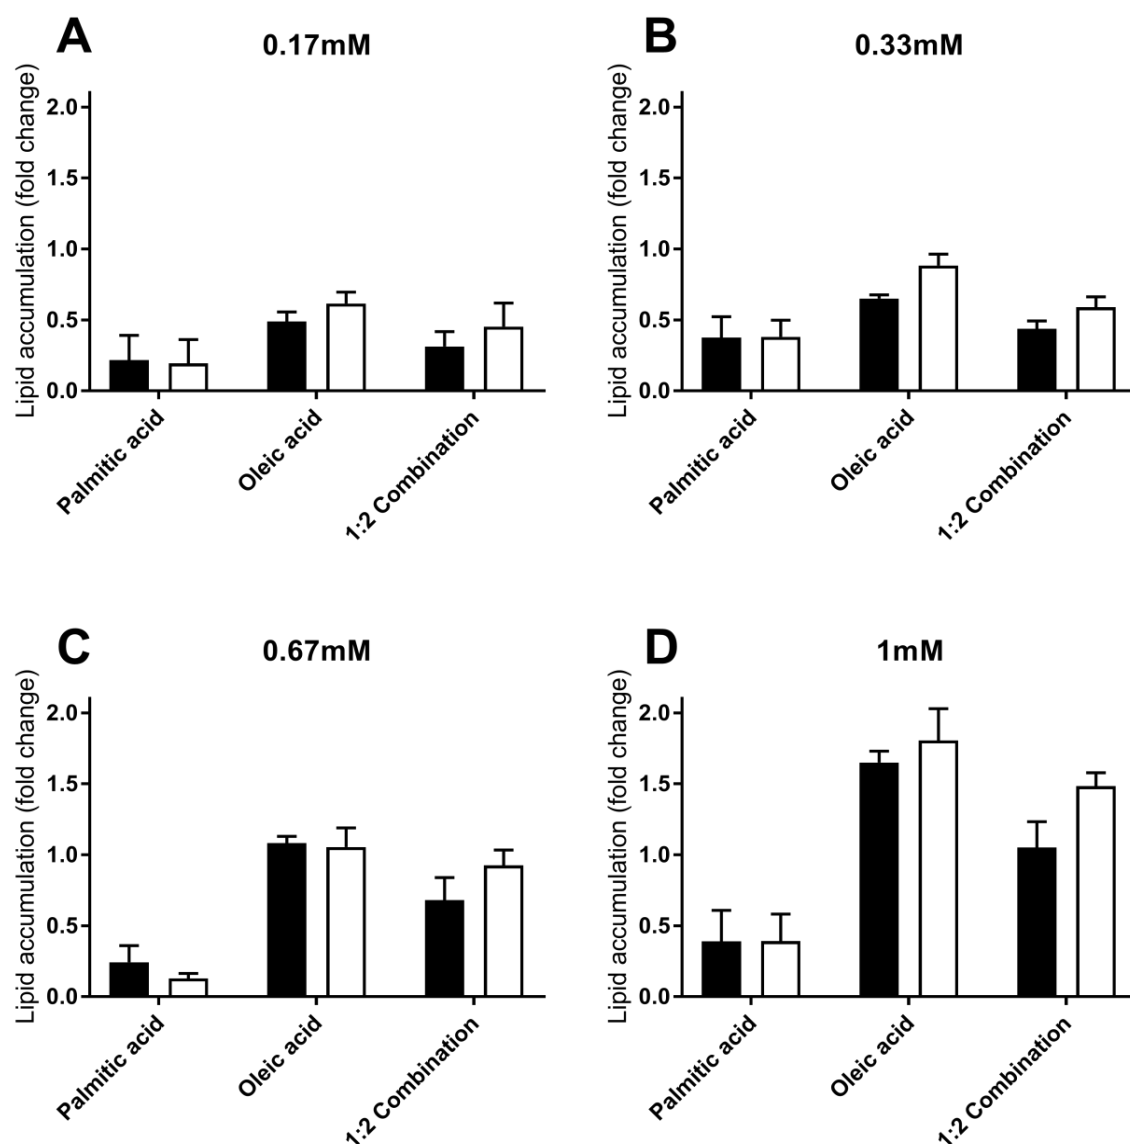 A
0.17mM
Lipid accumulation (fold change)
2.0
1.5
1.0
0.5
0.0
Palmitic acid
Oleic acid
1:2 Combination
B
0.33mM
Lipid accumulation (fold change)
2.0
1.5
1.0
0.5
0.0
Palmitic acid
Oleic acid
1:2 Combination
C
0.67mM
Lipid accumulation (fold change)
2.0
1.5
1.0
0.5
0.0
Palmitic acid
Oleic acid
1:2 Combination
D
1mM
Lipid accumulation (fold change)
2.0
1.5
1.0
0.5
0.0
Palmitic acid
Oleic acid
1:2 Combination